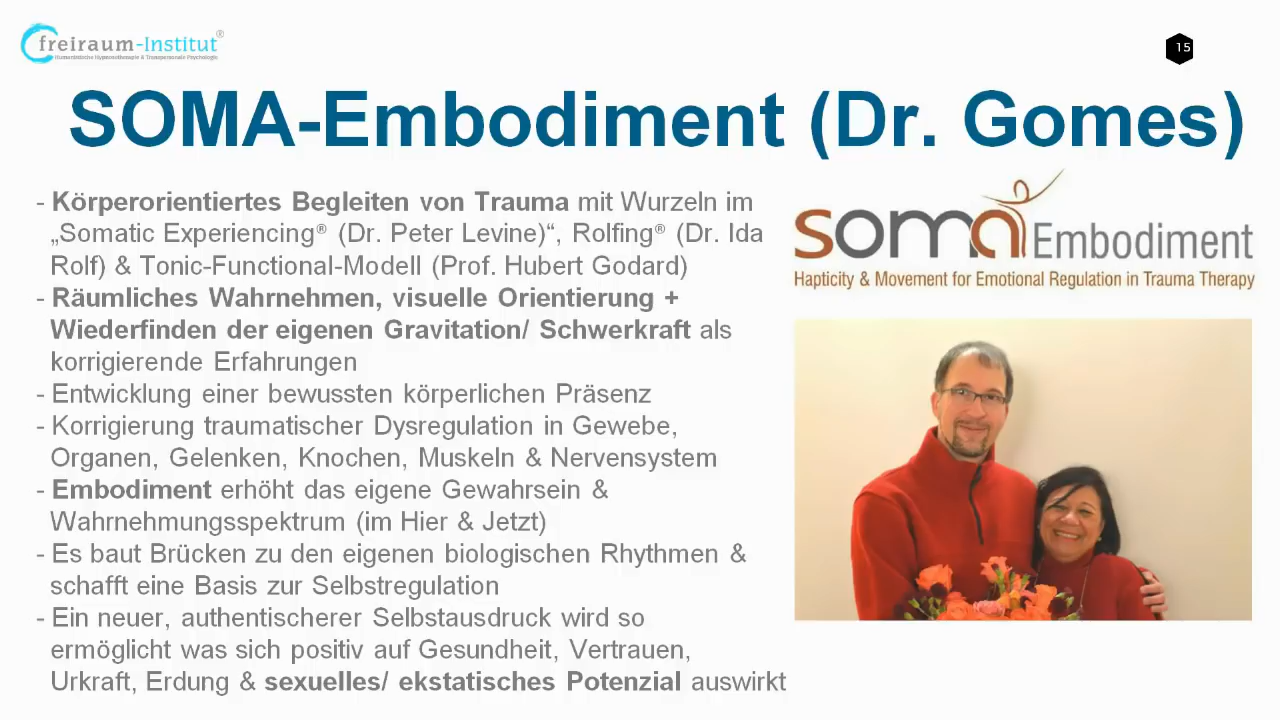 freiraum-Institut®
Humanistische Hypnosetherapie & Transpersonale Psychologie
15
SOMA-Embodiment (Dr. Gomes)
- Körperorientiertes Begleiten von Trauma mit Wurzeln im
„Somatic Experiencing® (Dr. Peter Levine)“, Rolfing® (Dr. Ida
Rolf) & Tonic-Functional-Modell (Prof. Hubert Godard)
- Räumliches Wahrnehmen, visuelle Orientierung +
Wiederfinden der eigenen Gravitation/ Schwerkraft als
korrigierende Erfahrungen
- Entwicklung einer bewussten körperlichen Präsenz
- Korrigierung traumatischer Dysregulation in Gewebe,
Organen, Gelenken, Knochen, Muskeln & Nervensystem
- Embodiment erhöht das eigene Gewahrsein &
Wahrnehmungsspektrum (im Hier & Jetzt)
- Es baut Brücken zu den eigenen biologischen Rhythmen &
schafft eine Basis zur Selbstregulation
- Ein neuer, authentischerer Selbstausdruck wird so
ermöglicht was sich positiv auf Gesundheit, Vertrauen,
Urkraft, Erdung & sexuelles/ ekstatisches Potenzial auswirkt
soma Embodiment
Hapticity & Movement for Emotional Regulation in Trauma Therapy